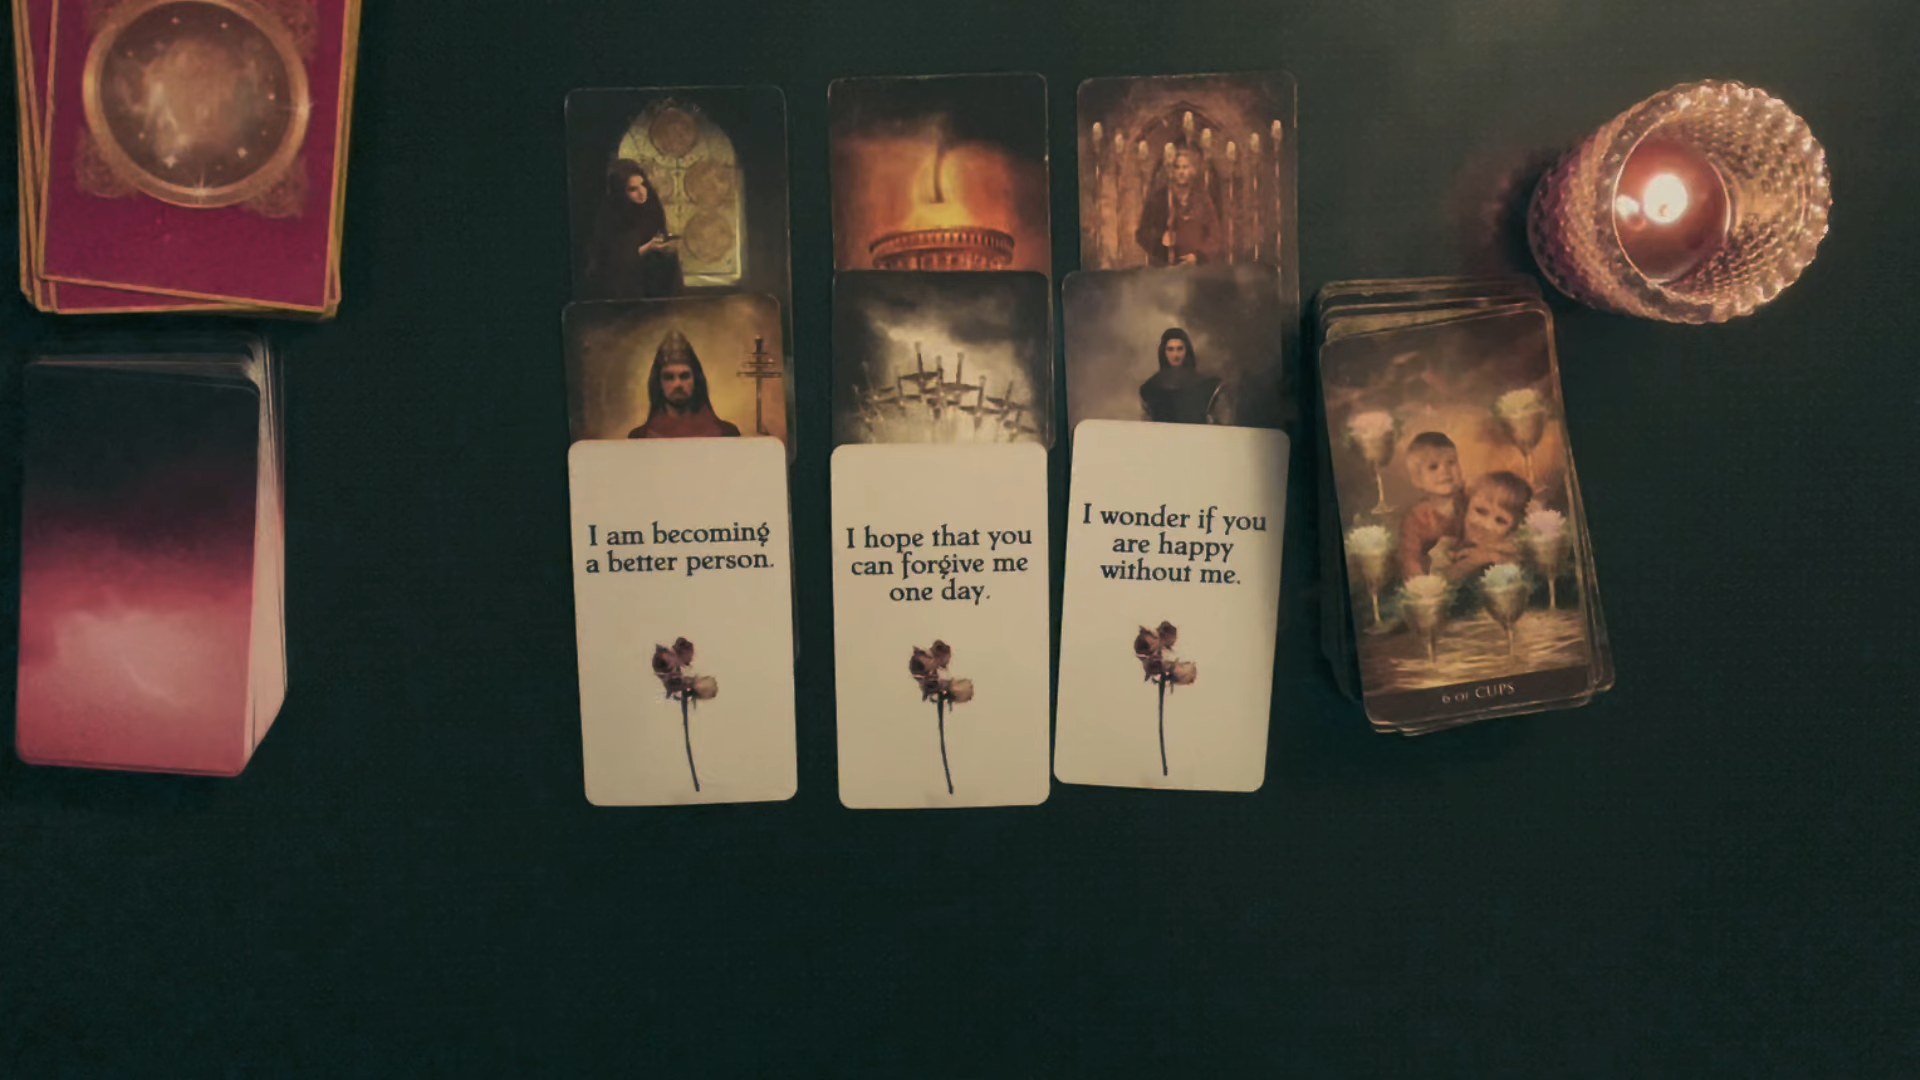 I am becoming
a better person.
I hope that you
can forgive me
one day.
I wonder if you
are happy
without me.
6 OF CUPS